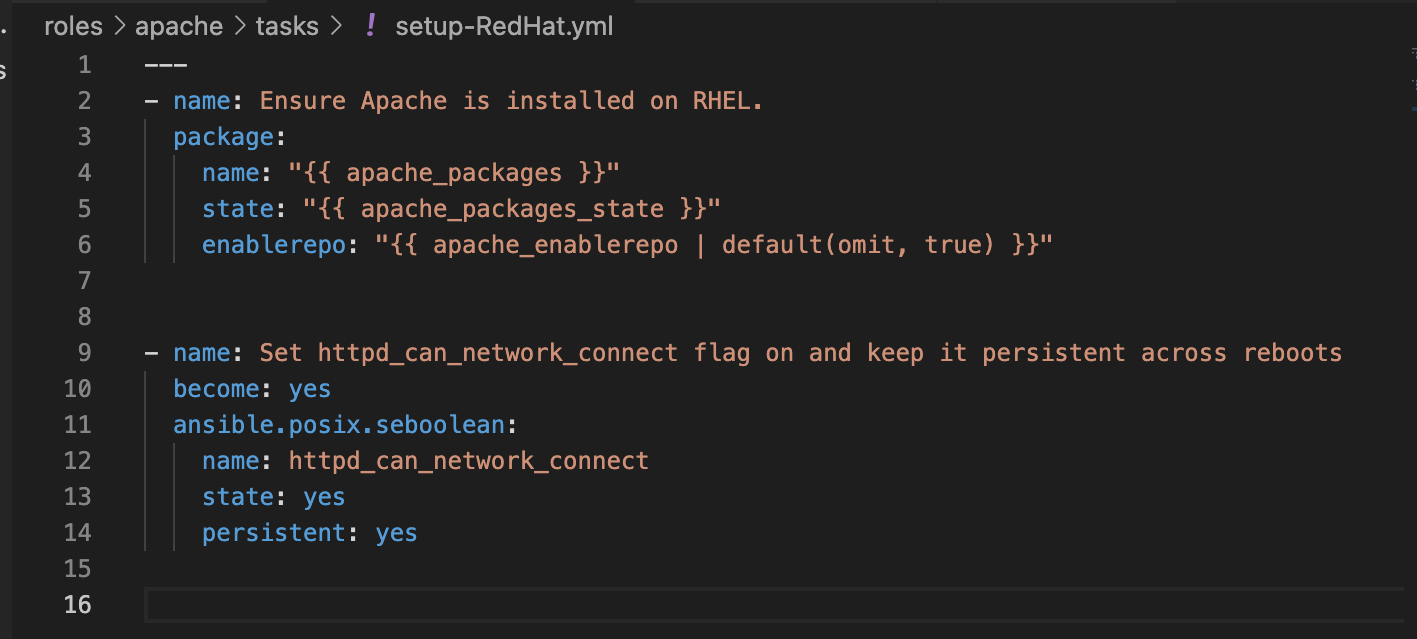 roles > apache > tasks > ! setup-RedHat.yml
1 ---
2 - name: Ensure Apache is installed on RHEL.
3 package:
4 name: "{{ apache_packages }}"
5 state: "{{ apache_packages_state }}"
6 enablerepo: "{{ apache_enablerepo | default(omit, true) }}"
7
8
9 - name: Set httpd_can_network_connect flag on and keep it persistent across reboots
10 become: yes
11 ansible.posix.seboolean:
12 name: httpd_can_network_connect
13 state: yes
14 persistent: yes
15
16